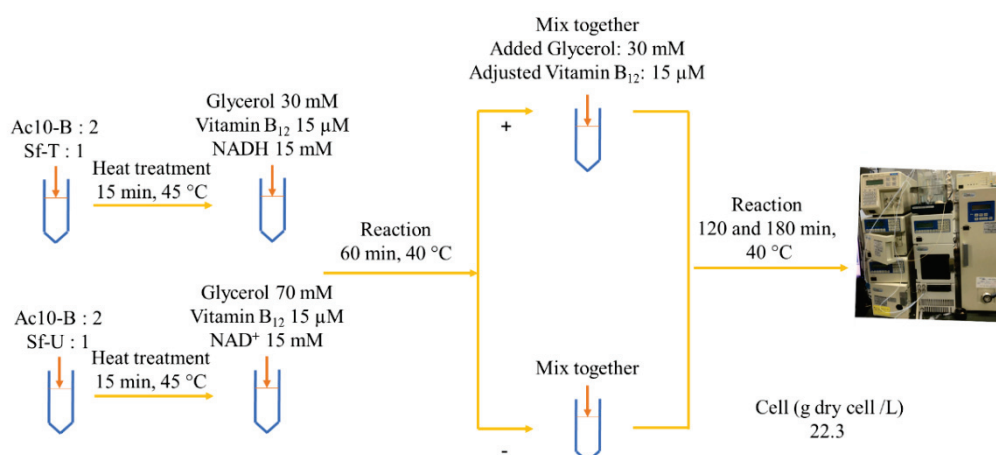 Mix together
Added Glycerol: 30 mM
Adjusted Vitamin B₁₂: 15 µM
+
Ac10-B : 2
Sf-T : 1
Heat treatment
15 min, 45 °C
Glycerol 30 mM
Vitamin B₁₂ 15 µM
NADH 15 mM
Reaction
60 min, 40 °C
Reaction
120 and 180 min,
40 °C
Ac10-B : 2
Sf-U : 1
Heat treatment
15 min, 45 °C
Glycerol 70 mM
Vitamin B₁₂ 15 µM
NAD⁺ 15 mM
Mix together
-
Cell (g dry cell /L)
22.3